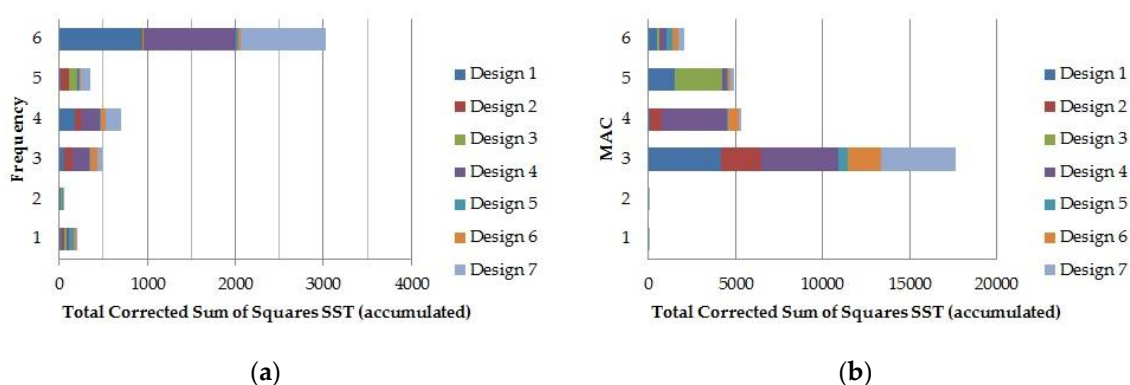 Frequency
6
5
4
3
2
1
0 1000 2000 3000 4000
Total Corrected Sum of Squares SST (accumulated)
Design 1
Design 2
Design 3
Design 4
Design 5
Design 6
Design 7
(a)
MAC
6
5
4
3
2
1
0 5000 10000 15000 20000
Total Corrected Sum of Squares SST (accumulated)
Design 1
Design 2
Design 3
Design 4
Design 5
Design 6
Design 7
(b)